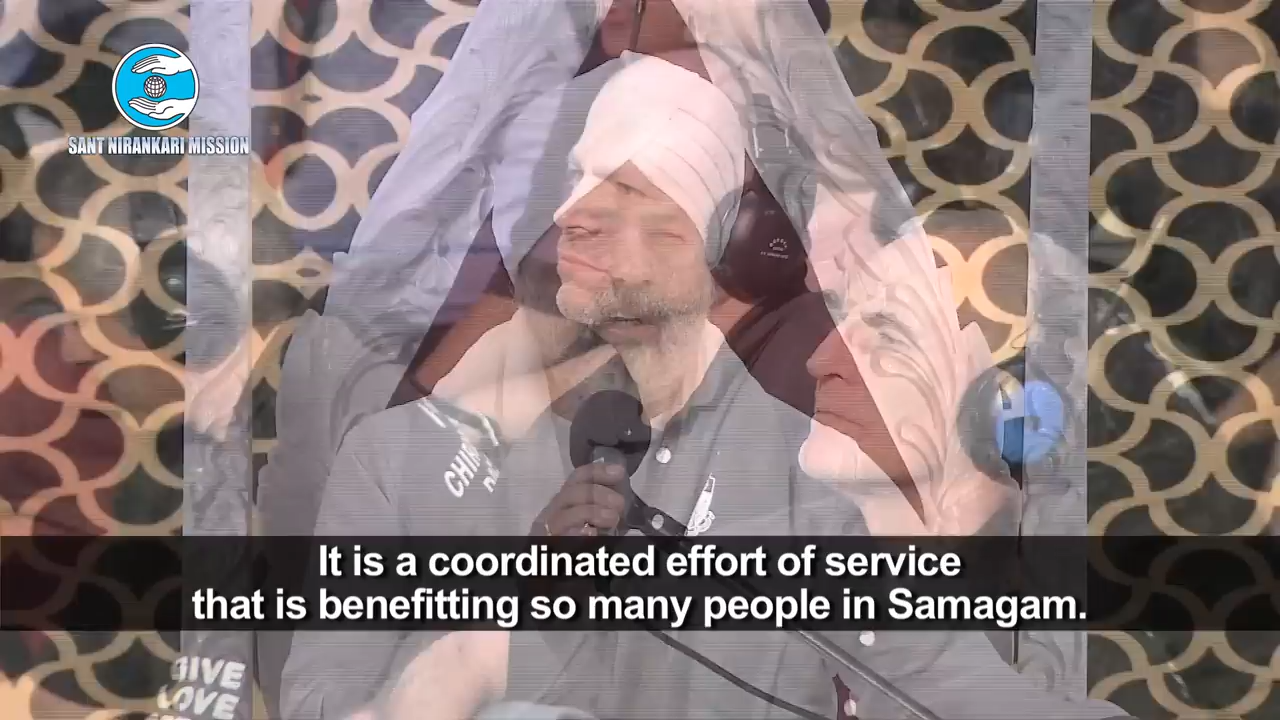 SANT NIRANKARI MISSION
It is a coordinated effort of service
that is benefitting so many people in Samagam.
GIVE
LOVE